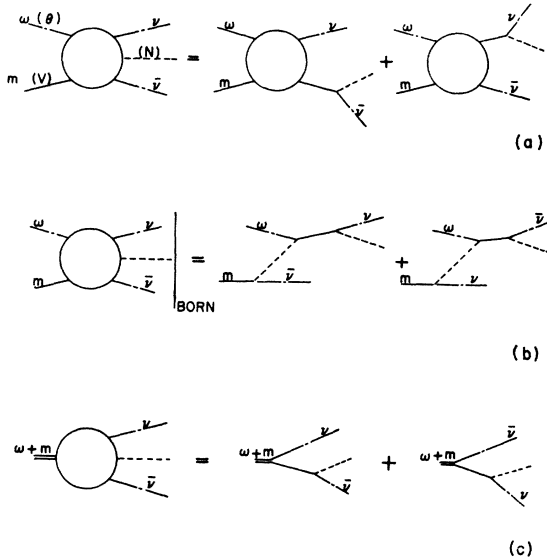 ω (θ) ν ω ν ω ν
(N) = +
m (V) ν̄ m ν̄ m ν̄
(a)
ω ν ω ν ω ν̄
= +
m ν̄ m ν̄ m ν
BORN
(b)
ν ν ν̄
ω+m = ω+m + ω+m
ν̄ ν̄ ν
(c)